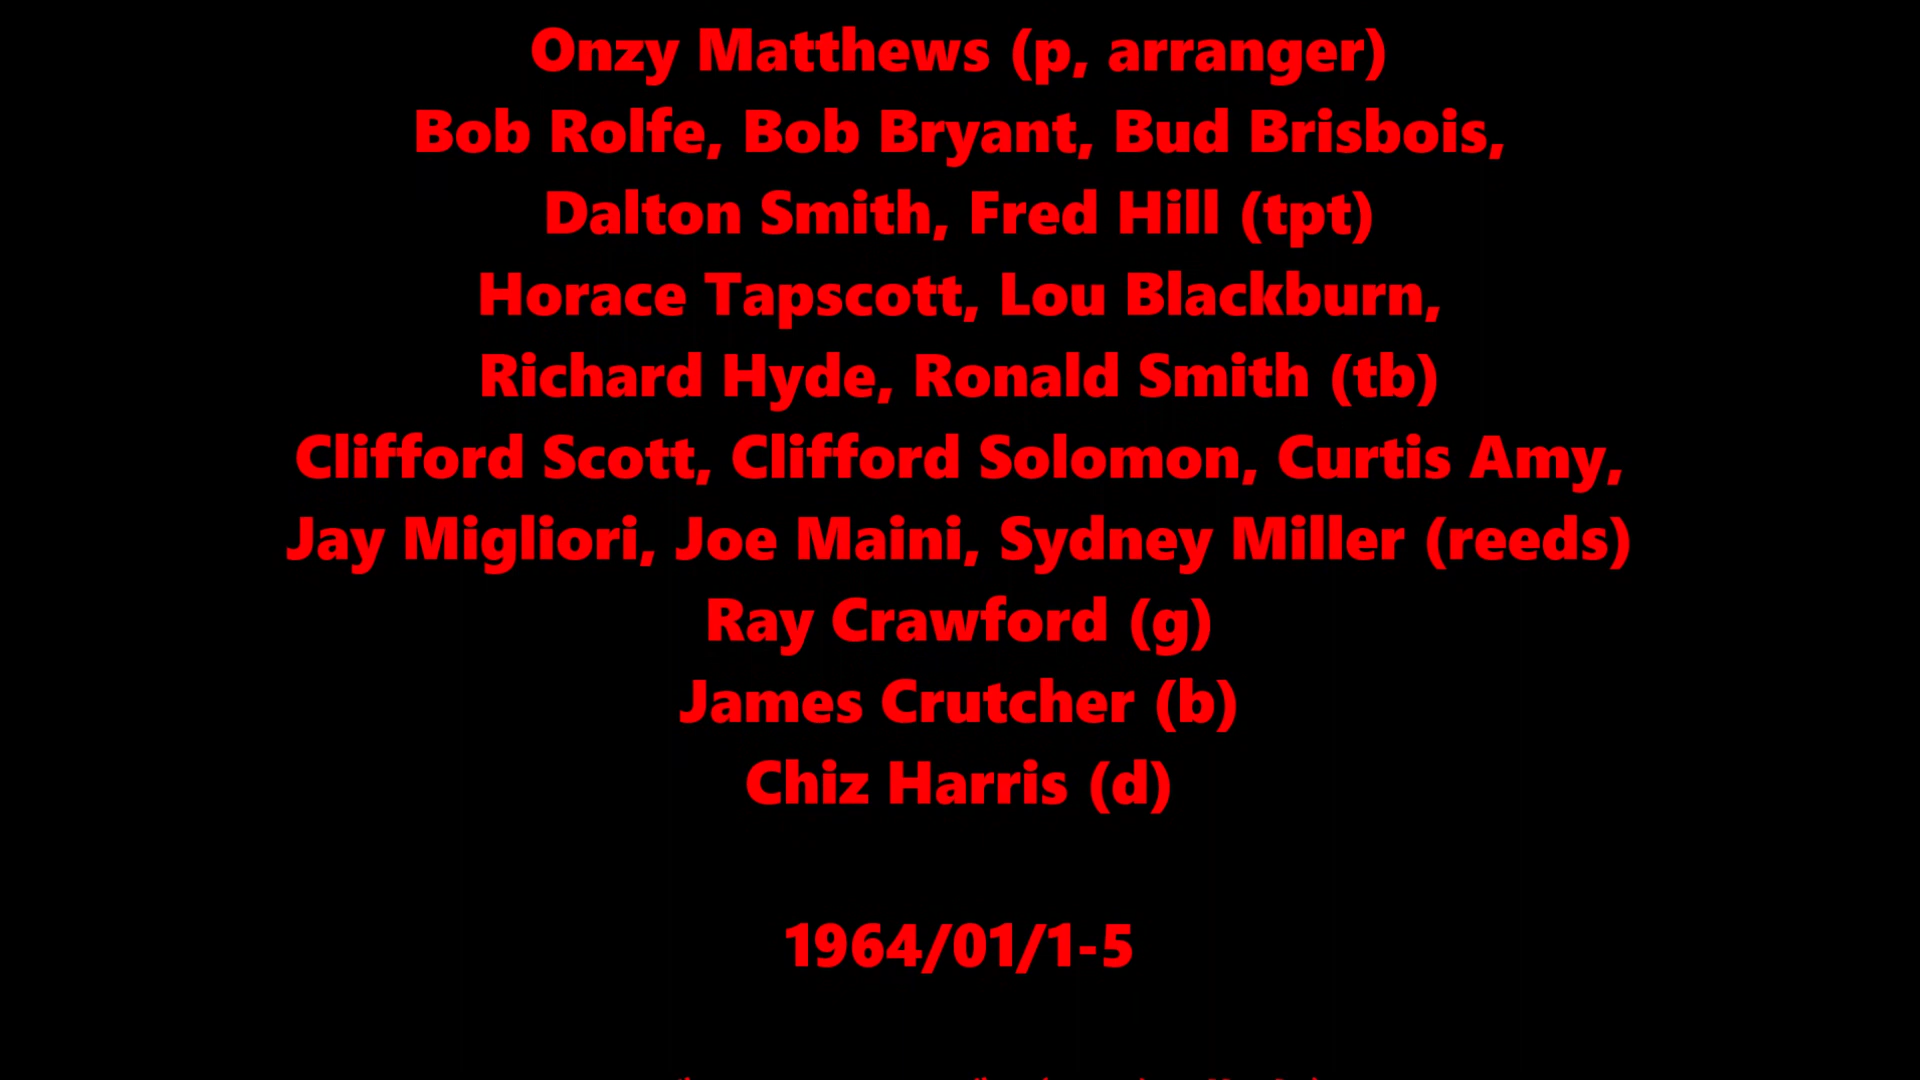 Onzy Matthews (p, arranger)
Bob Rolfe, Bob Bryant, Bud Brisbois,
Dalton Smith, Fred Hill (tpt)
Horace Tapscott, Lou Blackburn,
Richard Hyde, Ronald Smith (tb)
Clifford Scott, Clifford Solomon, Curtis Amy,
Jay Migliori, Joe Maini, Sydney Miller (reeds)
Ray Crawford (g)
James Crutcher (b)
Chiz Harris (d)
1964/01/1-5